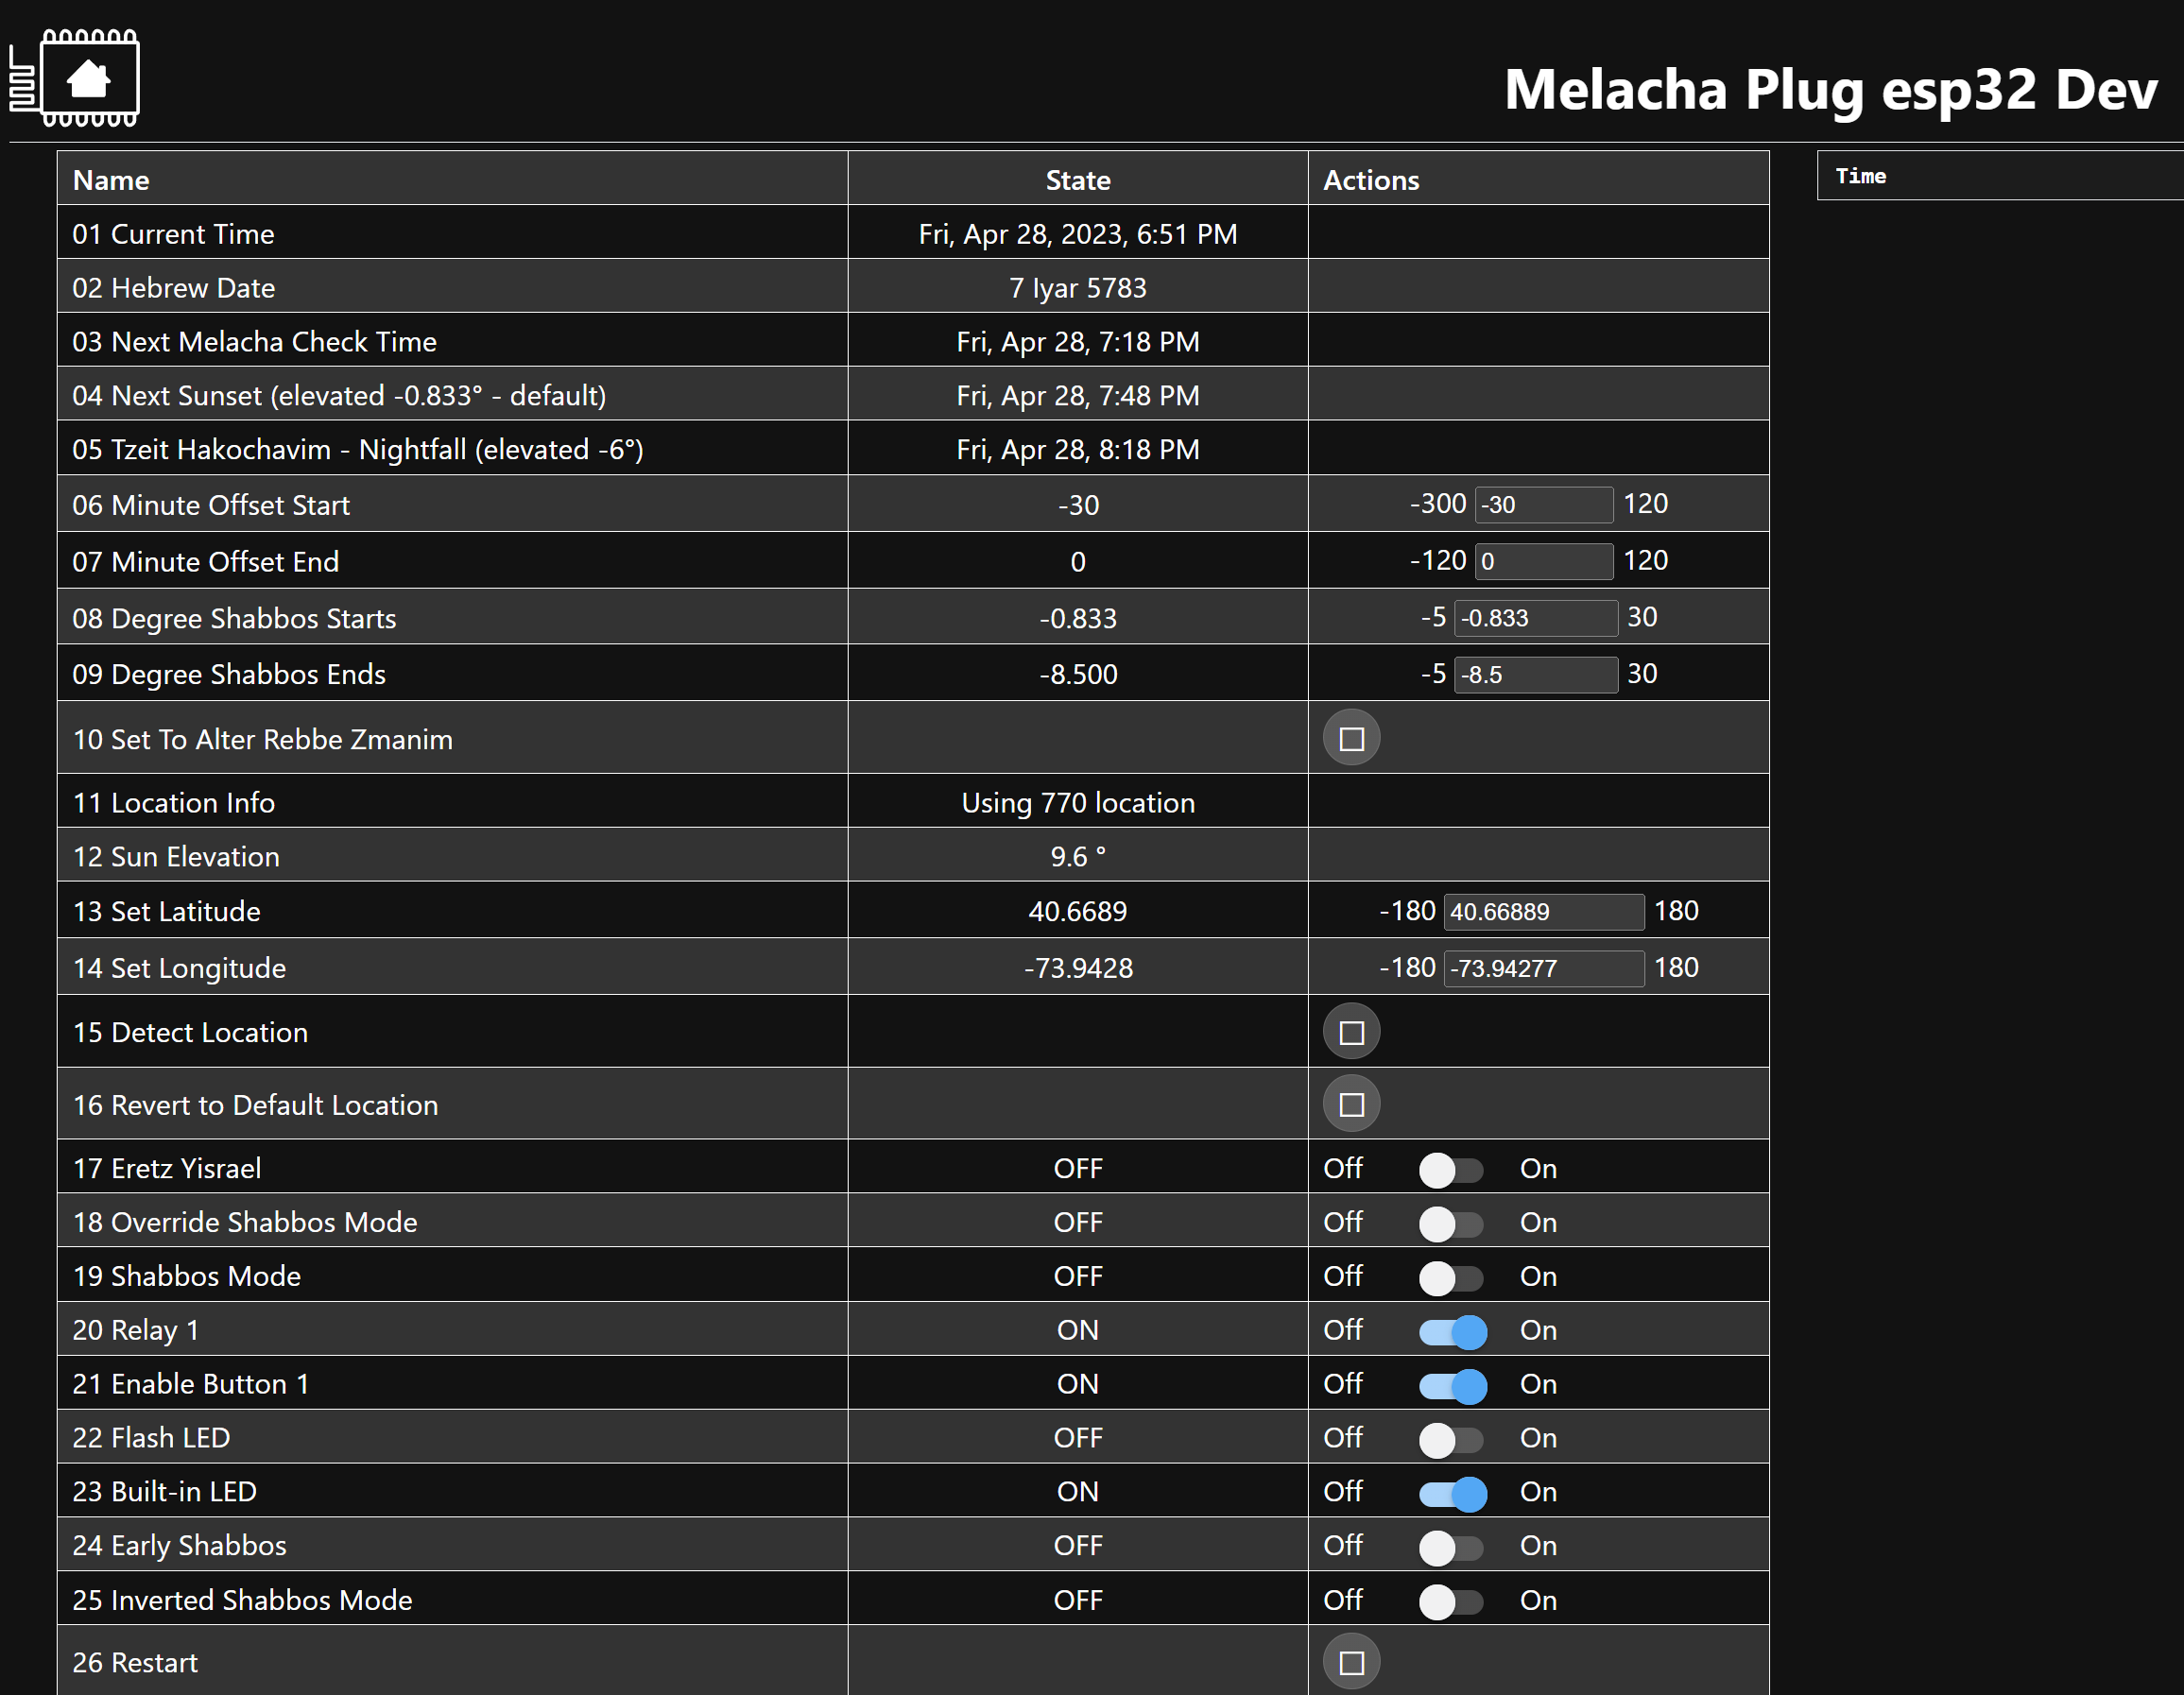 Melacha Plug esp32 Dev
Name State Actions
01 Current Time Fri, Apr 28, 2023, 6:51 PM
02 Hebrew Date 7 Iyar 5783
03 Next Melacha Check Time Fri, Apr 28, 7:18 PM
04 Next Sunset (elevated -0.833° - default) Fri, Apr 28, 7:48 PM
05 Tzeit Hakochavim - Nightfall (elevated -6°) Fri, Apr 28, 8:18 PM
06 Minute Offset Start -30 -300 -30 120
07 Minute Offset End 0 -120 0 120
08 Degree Shabbos Starts -0.833 -5 -0.833 30
09 Degree Shabbos Ends -8.500 -5 -8.5 30
10 Set To Alter Rebbe Zmanim
11 Location Info Using 770 location
12 Sun Elevation 9.6 °
13 Set Latitude 40.6689 -180 40.66889 180
14 Set Longitude -73.9428 -180 -73.94277 180
15 Detect Location
16 Revert to Default Location
17 Eretz Yisrael OFF Off On
18 Override Shabbos Mode OFF Off On
19 Shabbos Mode OFF Off On
20 Relay 1 ON Off On
21 Enable Button 1 ON Off On
22 Flash LED OFF Off On
23 Built-in LED ON Off On
24 Early Shabbos OFF Off On
25 Inverted Shabbos Mode OFF Off On
26 Restart
Time